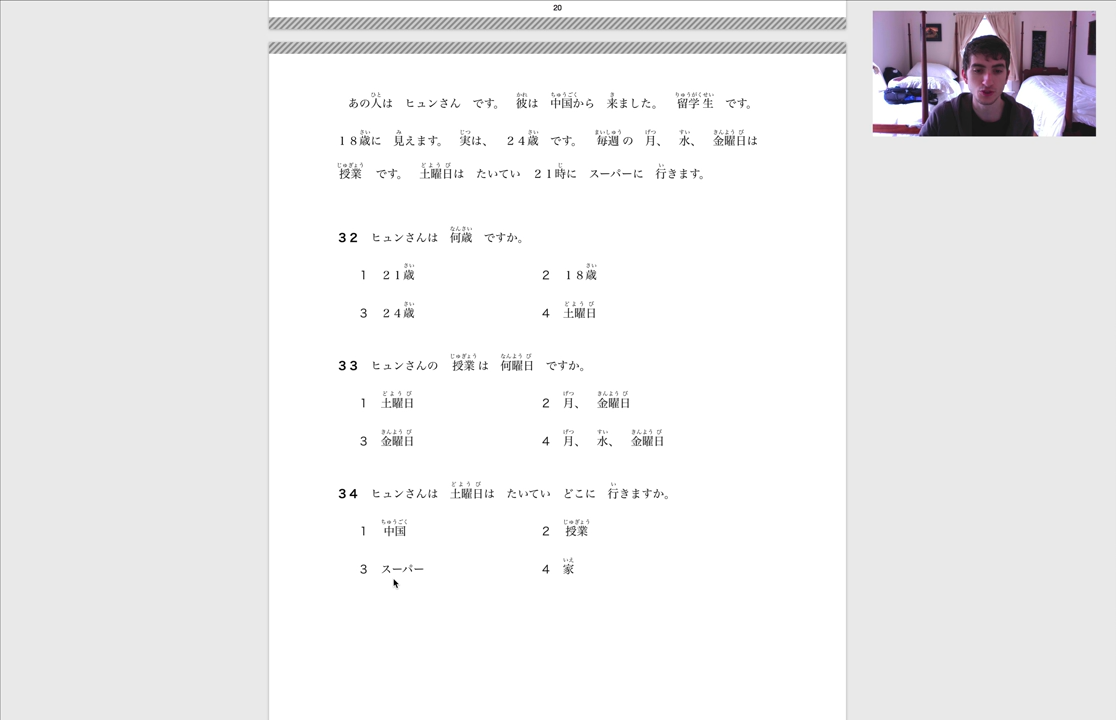 20
あの人は ヒュンさん です。 彼は 中国から 来ました。 留学生 です。
18歳に 見えます。 実は、 24歳 です。 毎週の 月、 水、 金曜日は
授業 です。 土曜日は たいてい 21時に スーパーに 行きます。
32 ヒュンさんは 何歳 ですか。
1 21歳 2 18歳
3 24歳 4 土曜日
33 ヒュンさんの 授業は 何曜日 ですか。
1 土曜日 2 月、 金曜日
3 金曜日 4 月、 水、 金曜日
34 ヒュンさんは 土曜日は たいてい どこに 行きますか。
1 中国 2 授業
3 スーパー 4 家